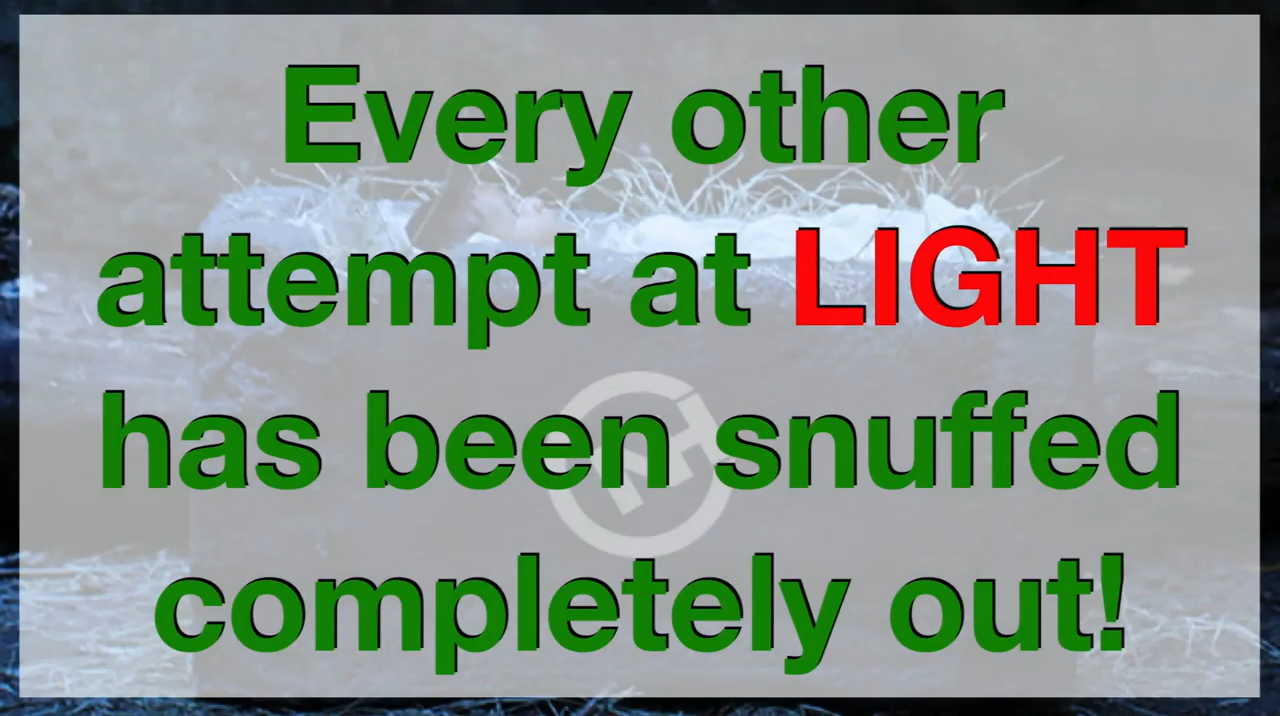 Every other
attempt at LIGHT
has been snuffed
completely out!